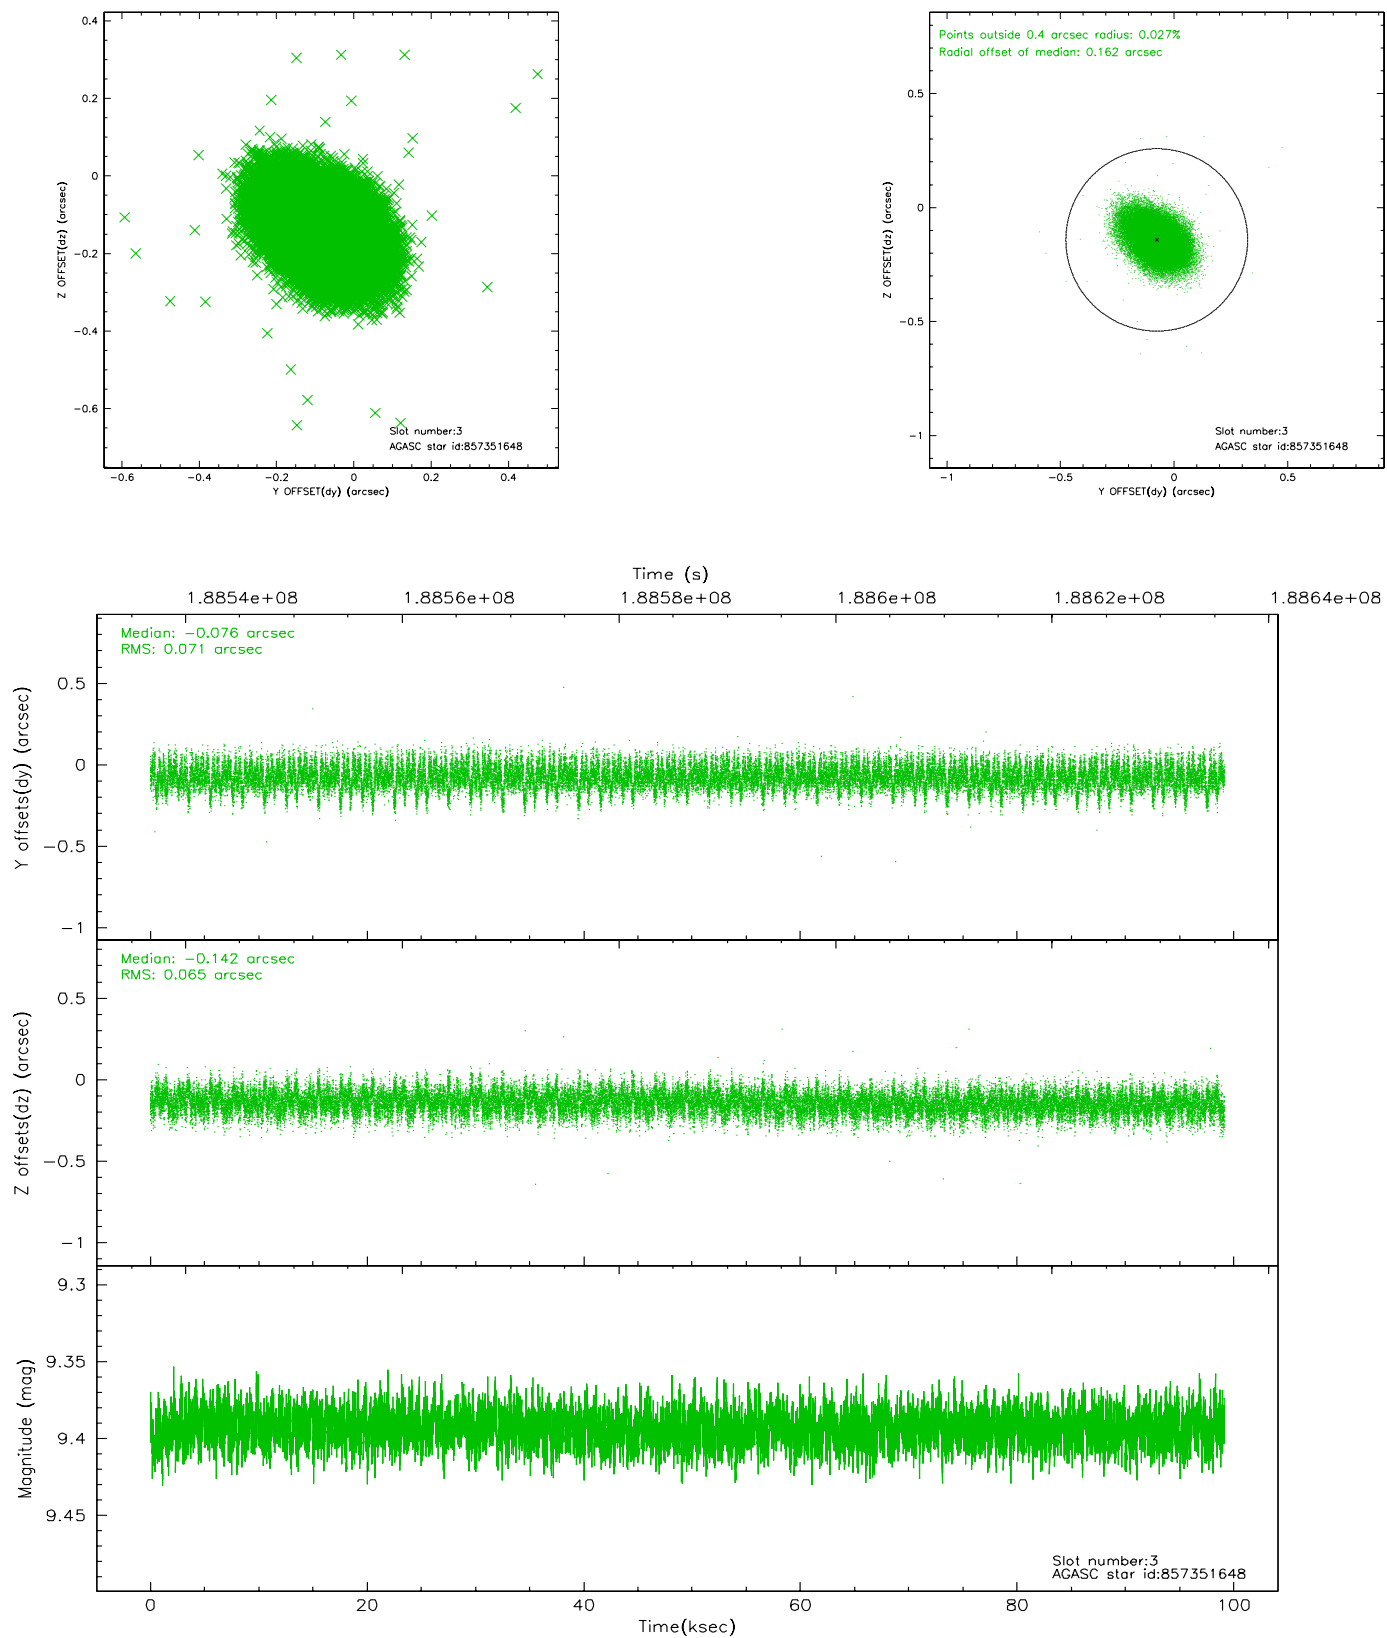 0.4
0.2
0
−0.2
−0.4
−0.6
Z OFFSET(dz) (arcsec)
−0.6 −0.4 −0.2 0 0.2 0.4
Y OFFSET(dy) (arcsec)
Slot number:3
AGASC star id:857351648
Points outside 0.4 arcsec radius: 0.027%
Radial offset of median: 0.162 arcsec
0.5
0
−0.5
−1
Z OFFSET(dz) (arcsec)
−1 −0.5 0 0.5
Y OFFSET(dy) (arcsec)
Slot number:3
AGASC star id:857351648
Time (s)
1.8854e+08 1.8856e+08 1.8858e+08 1.886e+08 1.8862e+08 1.8864e+08
Median: −0.076 arcsec
RMS: 0.071 arcsec
0.5
0
−0.5
−1
Y offsets(dy) (arcsec)
Median: −0.142 arcsec
RMS: 0.065 arcsec
0.5
0
−0.5
−1
Z offsets(dz) (arcsec)
9.3
9.35
9.4
9.45
Magnitude (mag)
Slot number:3
AGASC star id:857351648
0 20 40 60 80 100
Time(ksec)